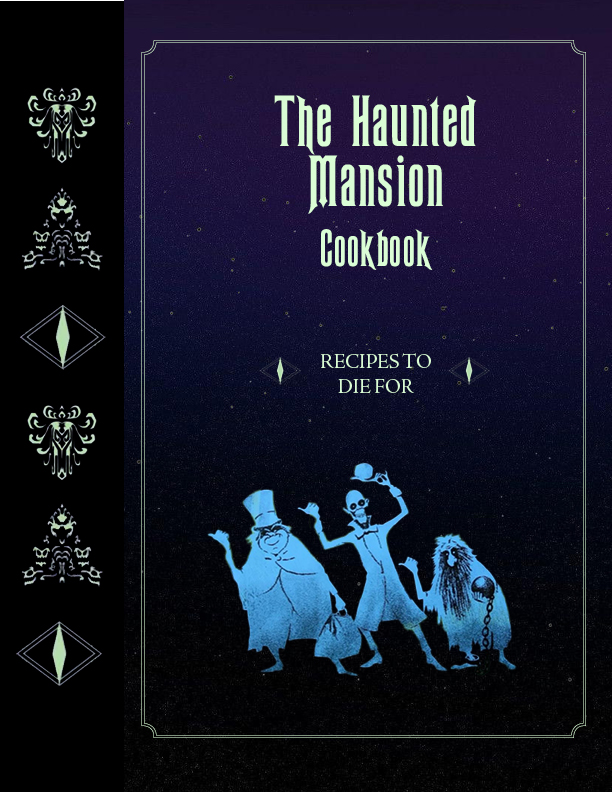 The Haunted
Mansion
Cookbook
RECIPES TO
DIE FOR